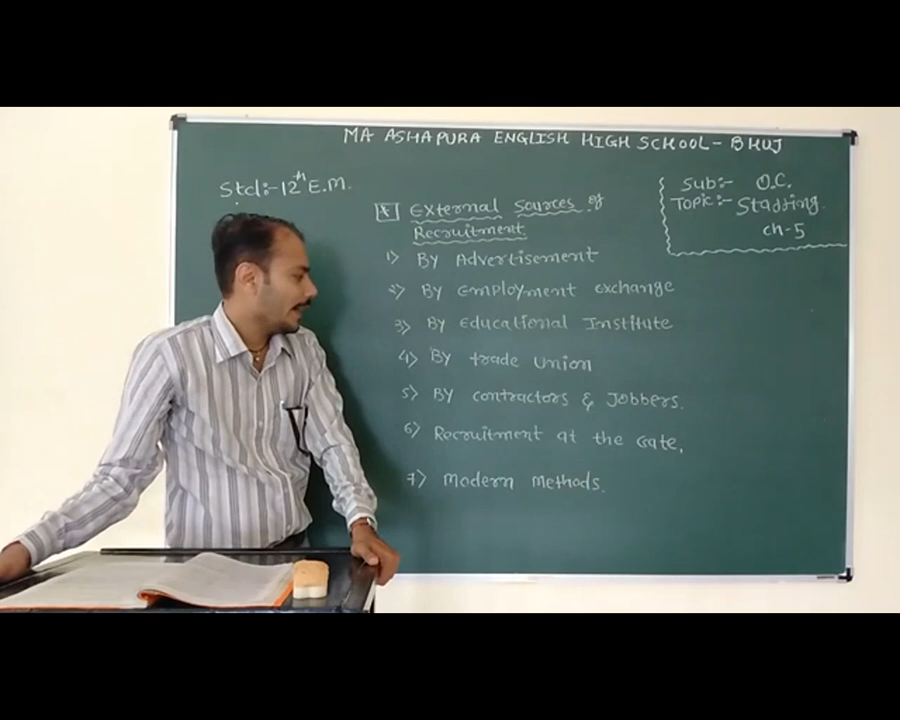 MA ASHAPURA ENGLISH HIGH SCHOOL - BHUJ
Std:- 12th E.M.
Sub:- O.C.
Topic:- Staffing
ch-5
* External Sources of
Recruitment
1) By Advertisement
2) By Employment exchange
3) By Educational Institute
4) By trade union
5) By contractors & Jobbers.
6) Recruitment at the Gate.
7) Modern Methods.